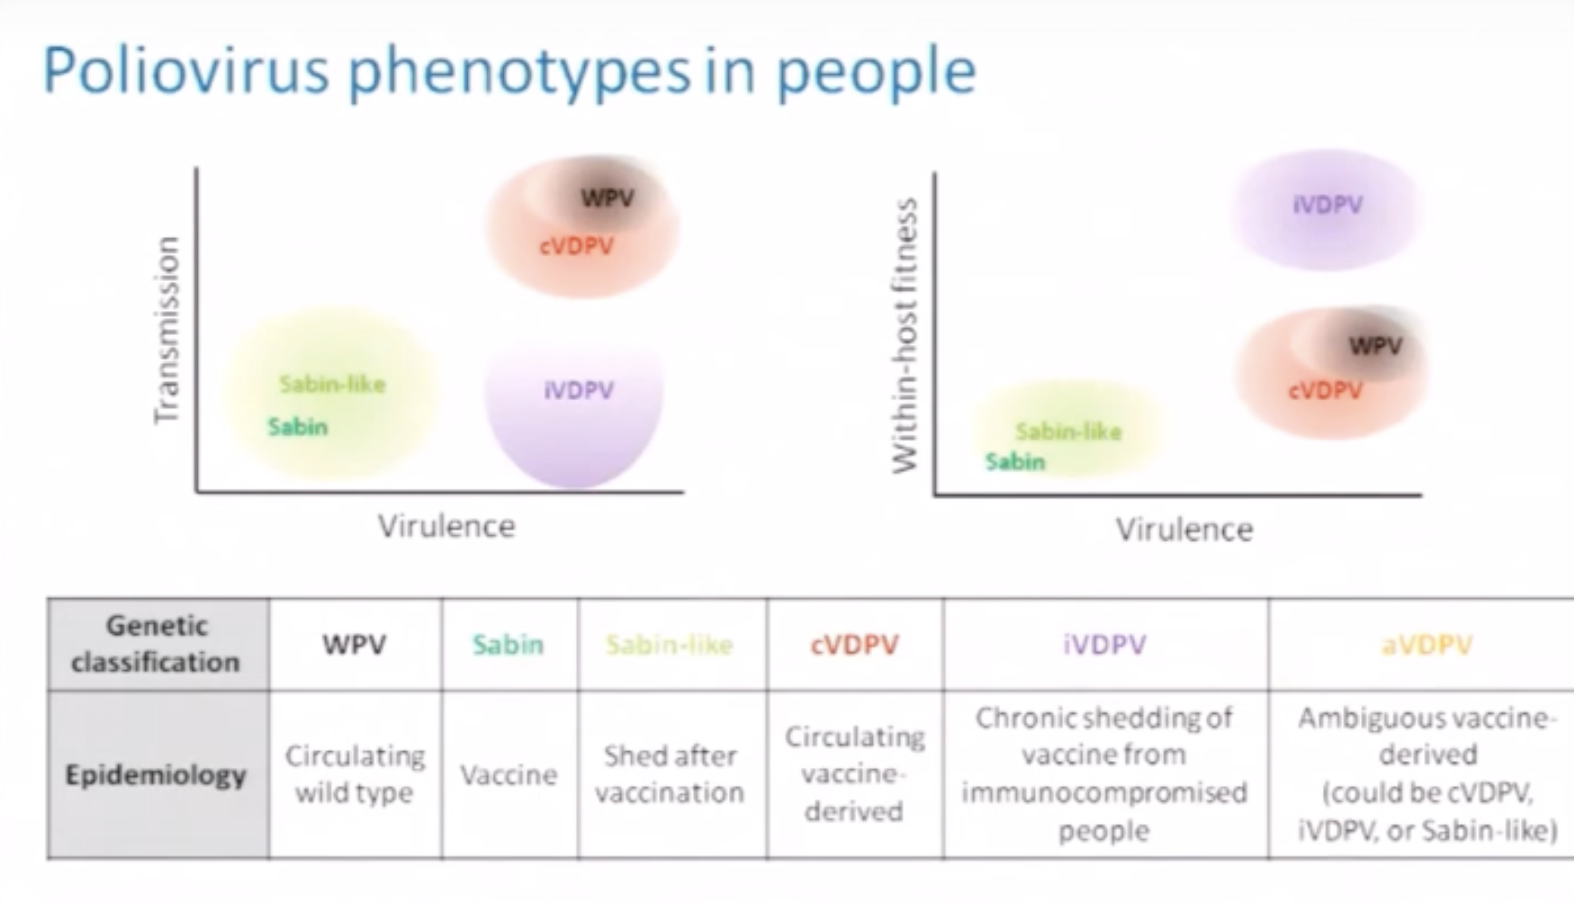 Poliovirus phenotypes in people
Transmission
WPV
cVDPV
Sabin-like
Sabin
iVDPV
Virulence
Within-host fitness
iVDPV
WPV
cVDPV
Sabin-like
Sabin
Virulence
Genetic
classification
WPV
Sabin
Sabin-like
cVDPV
iVDPV
aVDPV
Epidemiology
Circulating
wild type
Vaccine
Shed after
vaccination
Circulating
vaccine-
derived
Chronic shedding of
vaccine from
immunocompromised
people
Ambiguous vaccine-
derived
(could be cVDPV,
iVDPV, or Sabin-like)